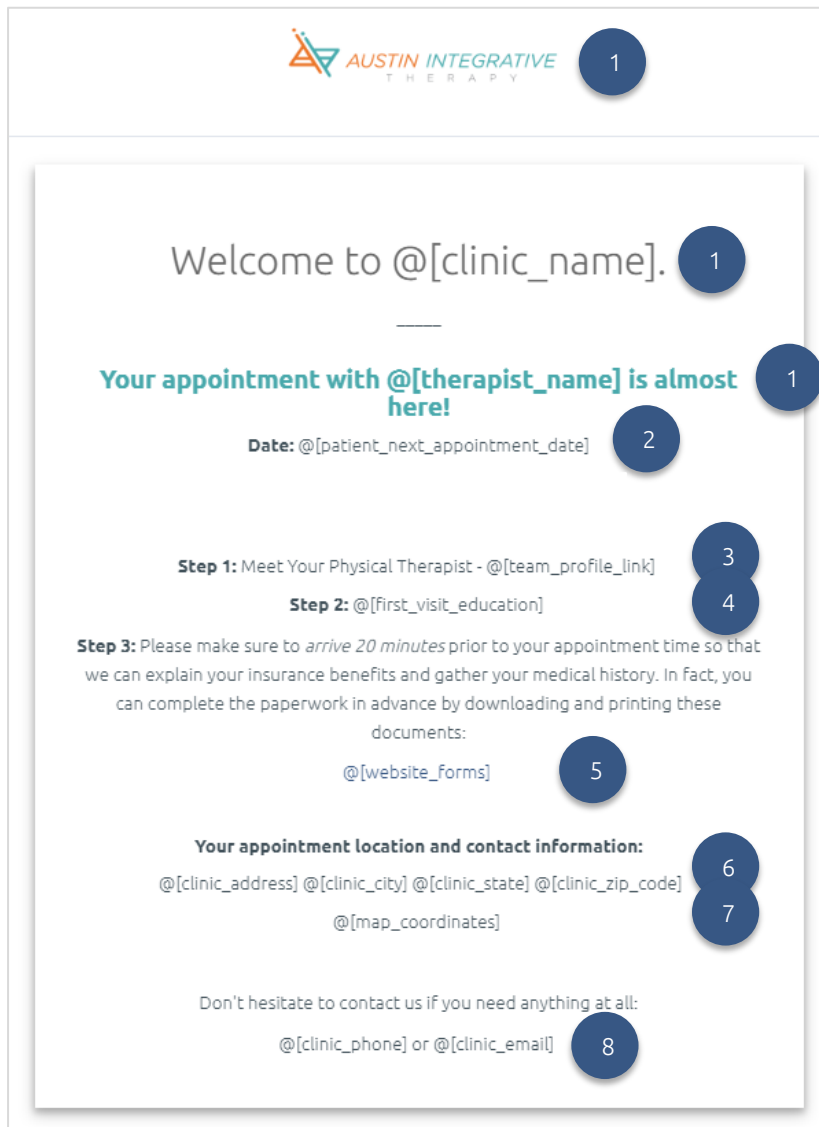 AUSTIN INTEGRATIVE
THERAPY
1
Welcome to @[clinic_name].
1
_____
Your appointment with @[therapist_name] is almost
here!
1
Date: @[patient_next_appointment_date]
2
Step 1: Meet Your Physical Therapist - @[team_profile_link]
3
Step 2: @[first_visit_education]
4
Step 3: Please make sure to arrive 20 minutes prior to your appointment time so that
we can explain your insurance benefits and gather your medical history. In fact, you
can complete the paperwork in advance by downloading and printing these
documents:
@[website_forms]
5
Your appointment location and contact information:
@[clinic_address] @[clinic_city] @[clinic_state] @[clinic_zip_code]
6
@[map_coordinates]
7
Don't hesitate to contact us if you need anything at all:
@[clinic_phone] or @[clinic_email]
8